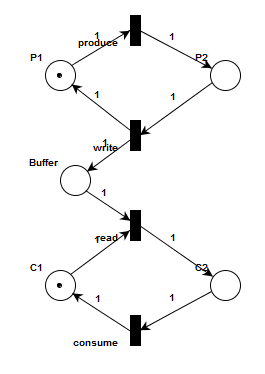 1 1
produce
P1 P2
1 1
1
write
Buffer
1
read
1 1
C1 C2
1 1
consume